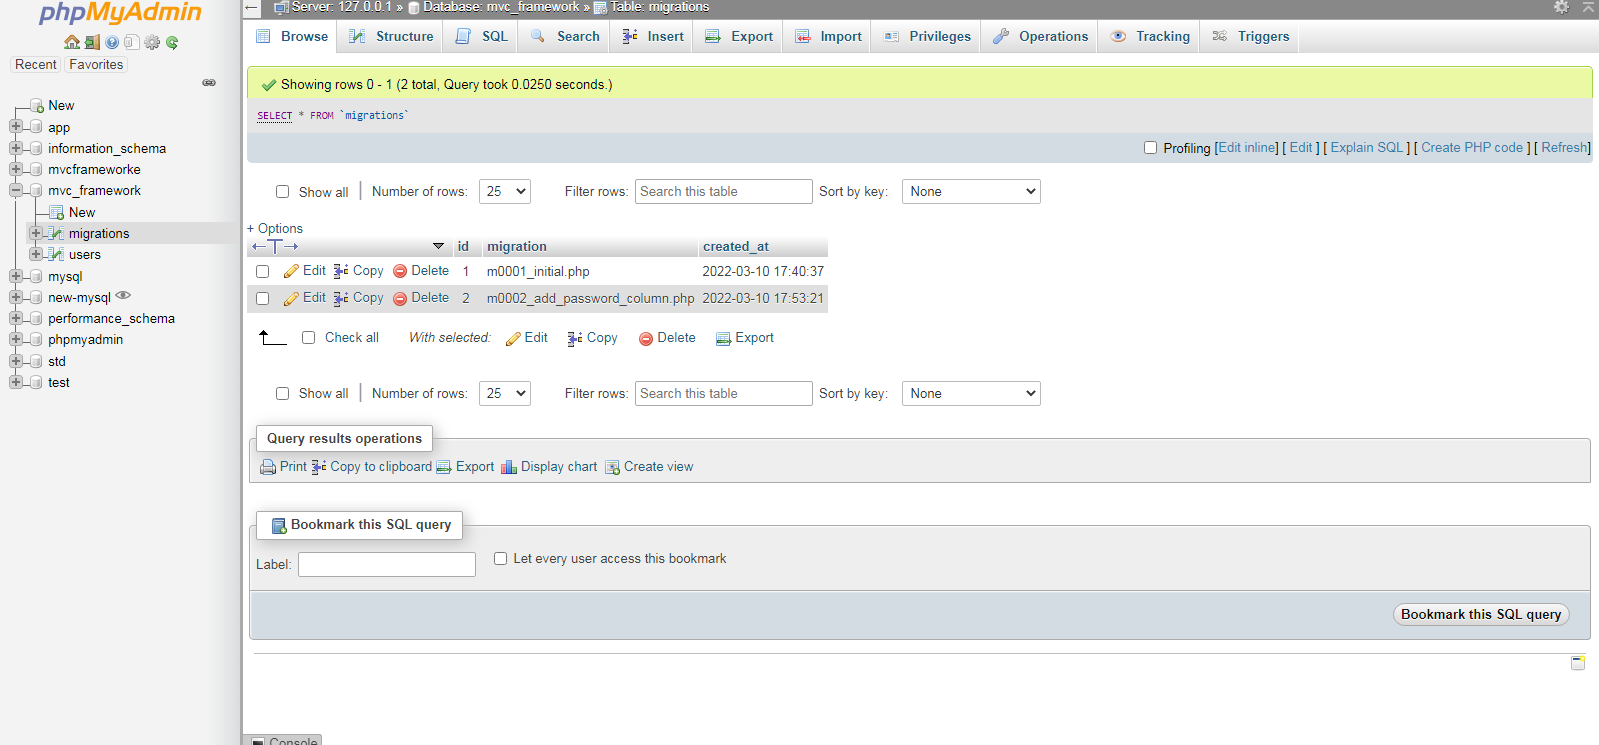 phpMyAdmin
Recent Favorites
New
app
information_schema
mvcframeworke
mvc_framework
New
migrations
users
mysql
new-mysql
performance_schema
phpmyadmin
std
test
Server: 127.0.0.1 » Database: mvc_framework » Table: migrations
Browse Structure SQL Search Insert Export Import Privileges Operations Tracking Triggers
Showing rows 0 - 1 (2 total, Query took 0.0250 seconds.)
SELECT * FROM `migrations`
Profiling [Edit inline] [ Edit ] [ Explain SQL ] [ Create PHP code ] [ Refresh]
Show all | Number of rows: 25 Filter rows: Search this table Sort by key: None
+ Options
←T→ id migration created_at
Edit Copy Delete 1 m0001_initial.php 2022-03-10 17:40:37
Edit Copy Delete 2 m0002_add_password_column.php 2022-03-10 17:53:21
Check all With selected: Edit Copy Delete Export
Show all | Number of rows: 25 Filter rows: Search this table Sort by key: None
Query results operations
Print Copy to clipboard Export Display chart Create view
Bookmark this SQL query
Label: Let every user access this bookmark
Bookmark this SQL query
Console